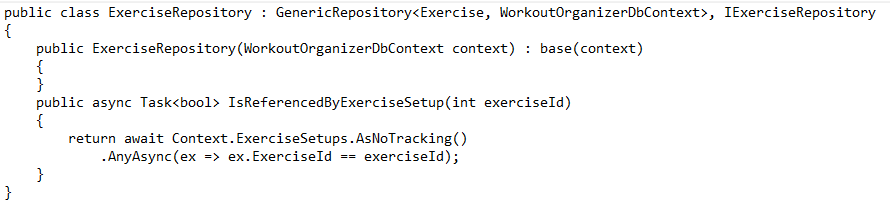 public class ExerciseRepository : GenericRepository<Exercise, WorkoutOrganizerDbContext>, IExerciseRepository
{
    public ExerciseRepository(WorkoutOrganizerDbContext context) : base(context)
    {
    }
    public async Task<bool> IsReferencedByExerciseSetup(int exerciseId)
    {
        return await Context.ExerciseSetups.AsNoTracking()
            .AnyAsync(ex => ex.ExerciseId == exerciseId);
    }
}